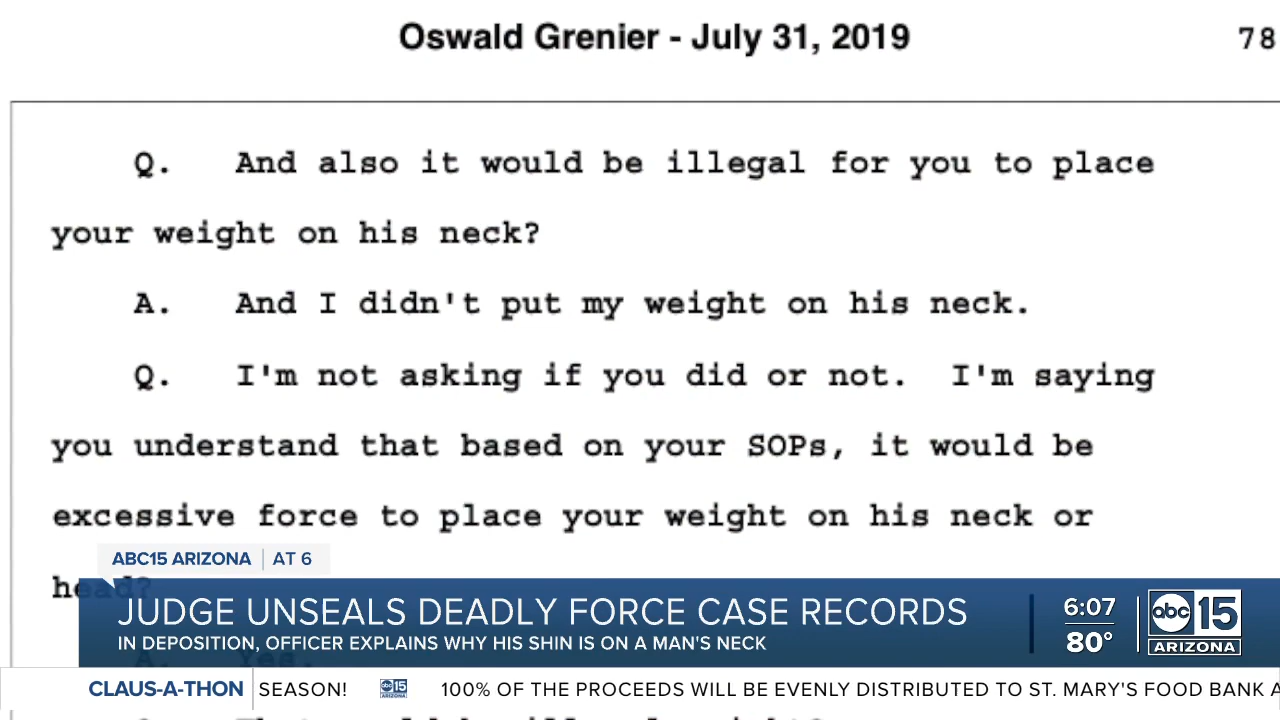 Oswald Grenier - July 31, 2019
78
Q. And also it would be illegal for you to place
your weight on his neck?
A. And I didn't put my weight on his neck.
Q. I'm not asking if you did or not. I'm saying
you understand that based on your SOPs, it would be
excessive force to place your weight on his neck or
head?
ABC15 ARIZONA | AT 6
JUDGE UNSEALS DEADLY FORCE CASE RECORDS
IN DEPOSITION, OFFICER EXPLAINS WHY HIS SHIN IS ON A MAN'S NECK
6:07
80°
abc 15
ARIZONA
A. Yes.
CLAUS-A-THON SEASON! abc 15 ARIZONA 100% OF THE PROCEEDS WILL BE EVENLY DISTRIBUTED TO ST. MARY'S FOOD BANK A